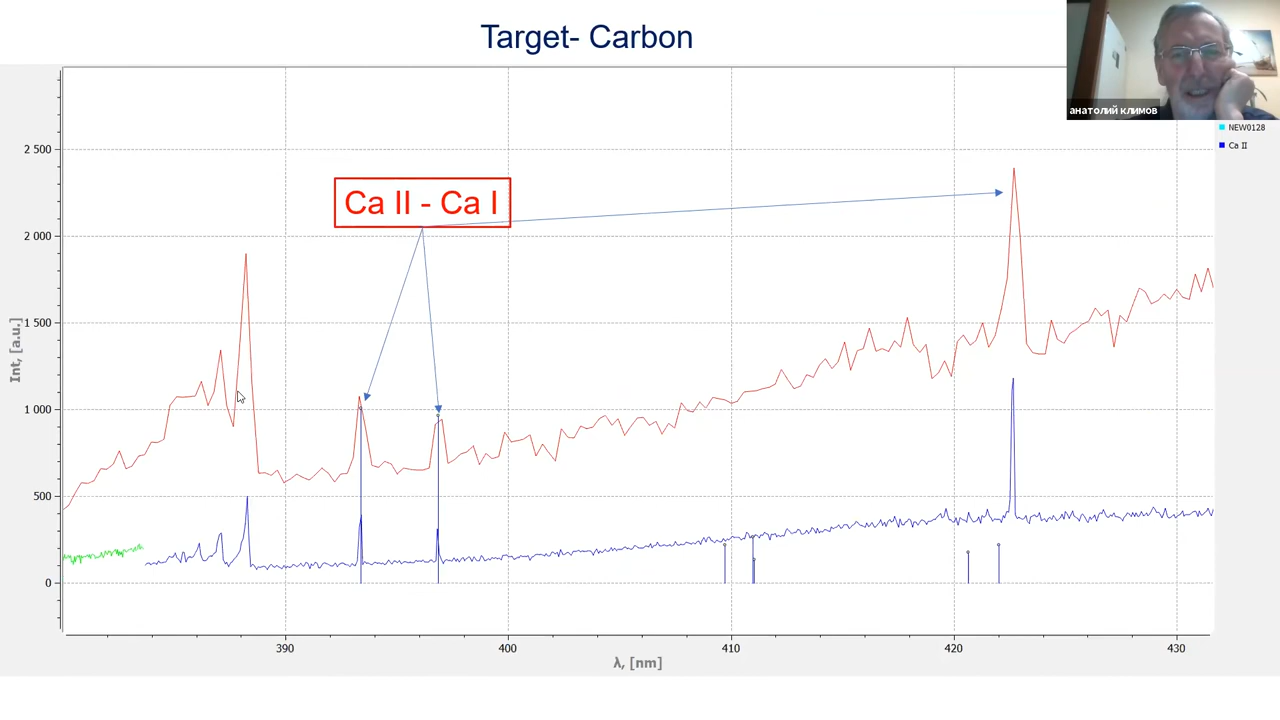 Target- Carbon
анатолий климов
NEW0128
Ca II
Ca II - Ca I
2 500
2 000
1 500
1 000
500
0
Int, [a.u.]
390
400
410
420
430
λ, [nm]